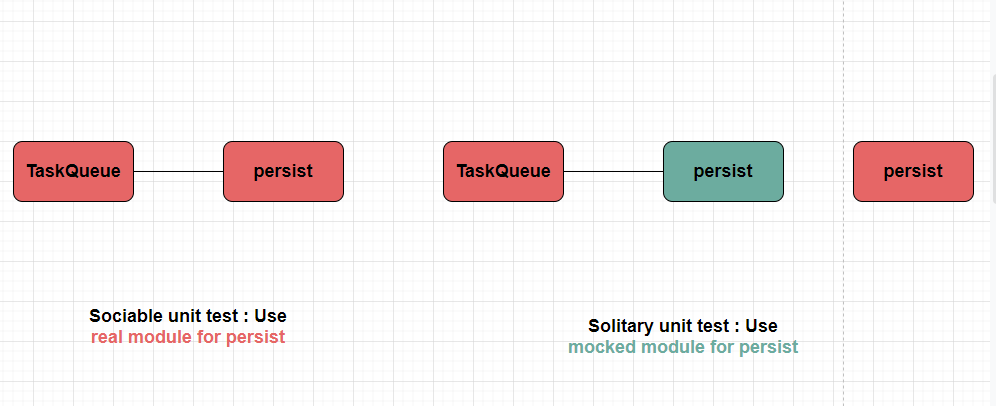 TaskQueue
persist
TaskQueue
persist
persist
Sociable unit test : Use
real module for persist
Solitary unit test : Use
mocked module for persist